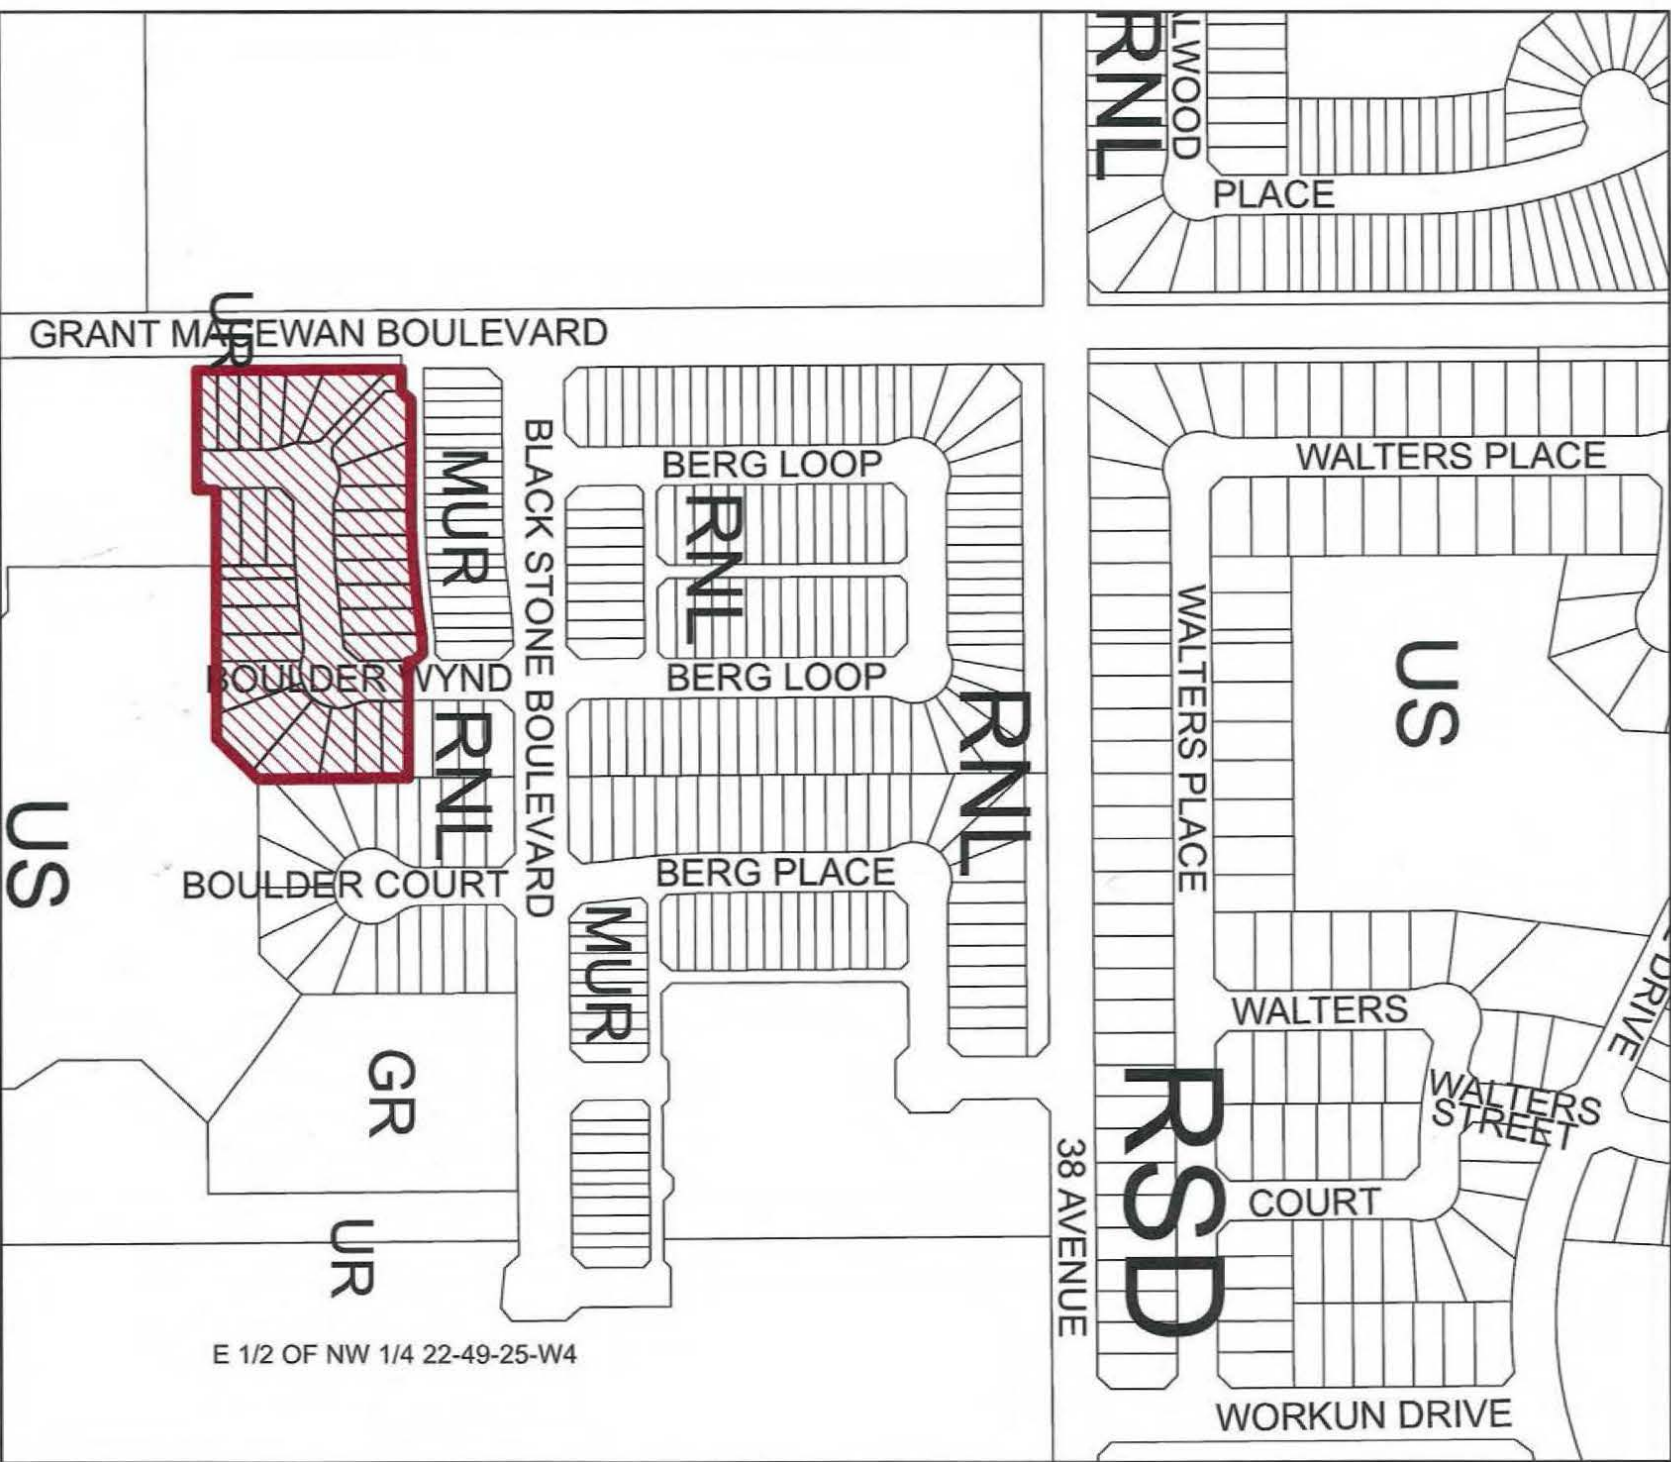 RNL
LWOOD
PLACE
UR
GRANT MACEWAN BOULEVARD
MUR
BLACK STONE BOULEVARD
BERG LOOP
WALTERS PLACE
RNL
WALTERS PLACE
US
BOULDER WYND
BERG LOOP
RNL
RNL
US
BOULDER COURT
BERG PLACE
MUR
DRIVE
WALTERS
GR
WALTERS
STREET
RSD
38 AVENUE
COURT
UR
E 1/2 OF NW 1/4 22-49-25-W4
WORKUN DRIVE